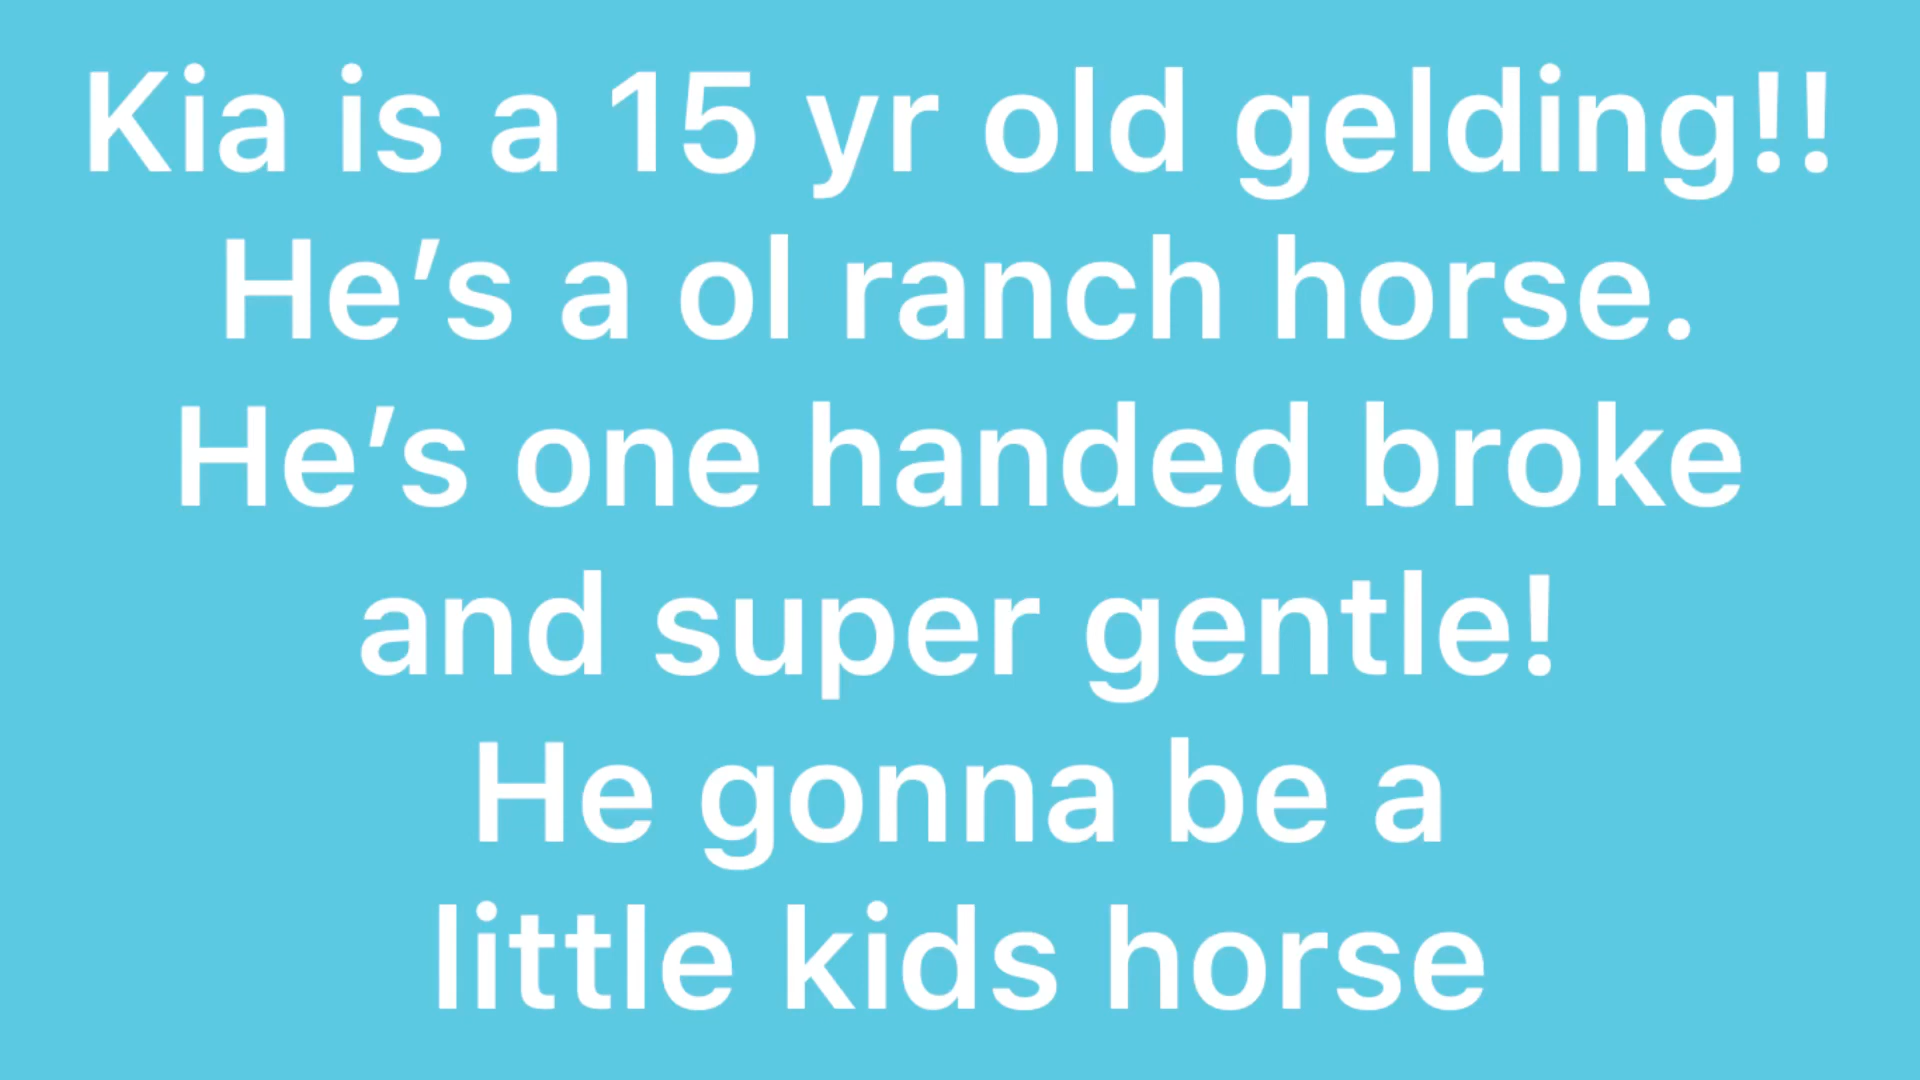 Kia is a 15 yr old gelding!!
He’s a ol ranch horse.
He’s one handed broke
and super gentle!
He gonna be a
little kids horse